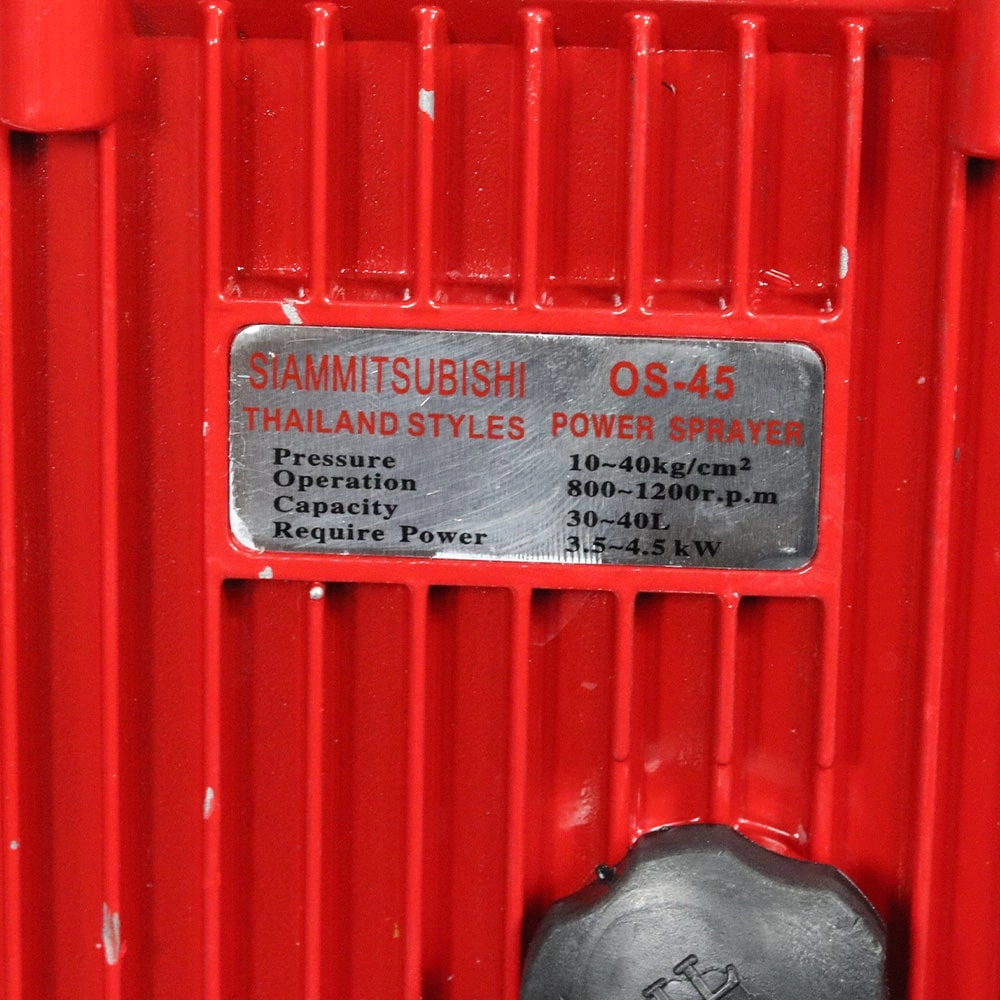 SIAMMITSUBISHI OS-45
THAILAND STYLES POWER SPRAYER
Pressure 10~40kg/cm²
Operation 800~1200r.p.m
Capacity 30~40L
Require Power 3.5~4.5 kW